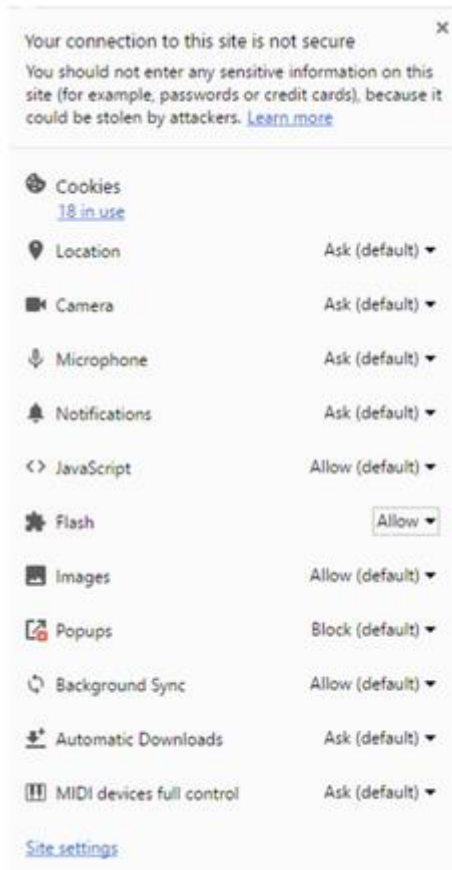 Your connection to this site is not secure
You should not enter any sensitive information on this
site (for example, passwords or credit cards), because it
could be stolen by attackers. Learn more
Cookies
18 in use
Location Ask (default)
Camera Ask (default)
Microphone Ask (default)
Notifications Ask (default)
<> JavaScript Allow (default)
Flash Allow
Images Allow (default)
Popups Block (default)
Background Sync Allow (default)
Automatic Downloads Ask (default)
MIDI devices full control Ask (default)
Site settings